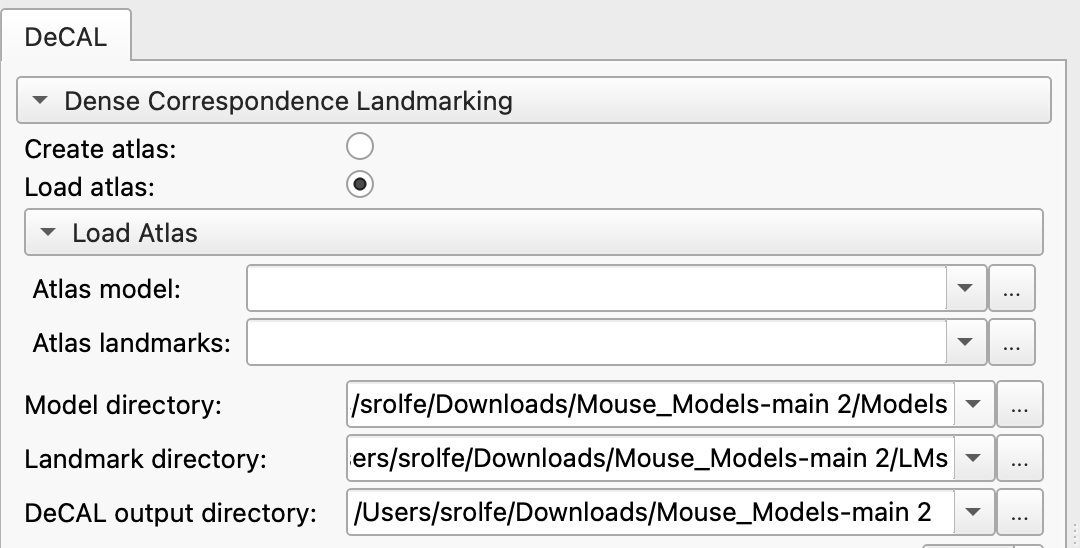 DeCAL
Dense Correspondence Landmarking
Create atlas:
Load atlas:
Load Atlas
Atlas model: ...
Atlas landmarks: ...
Model directory: /srolfe/Downloads/Mouse_Models-main 2/Models ...
Landmark directory: ers/srolfe/Downloads/Mouse_Models-main 2/LMs ...
DeCAL output directory: /Users/srolfe/Downloads/Mouse_Models-main 2 ...